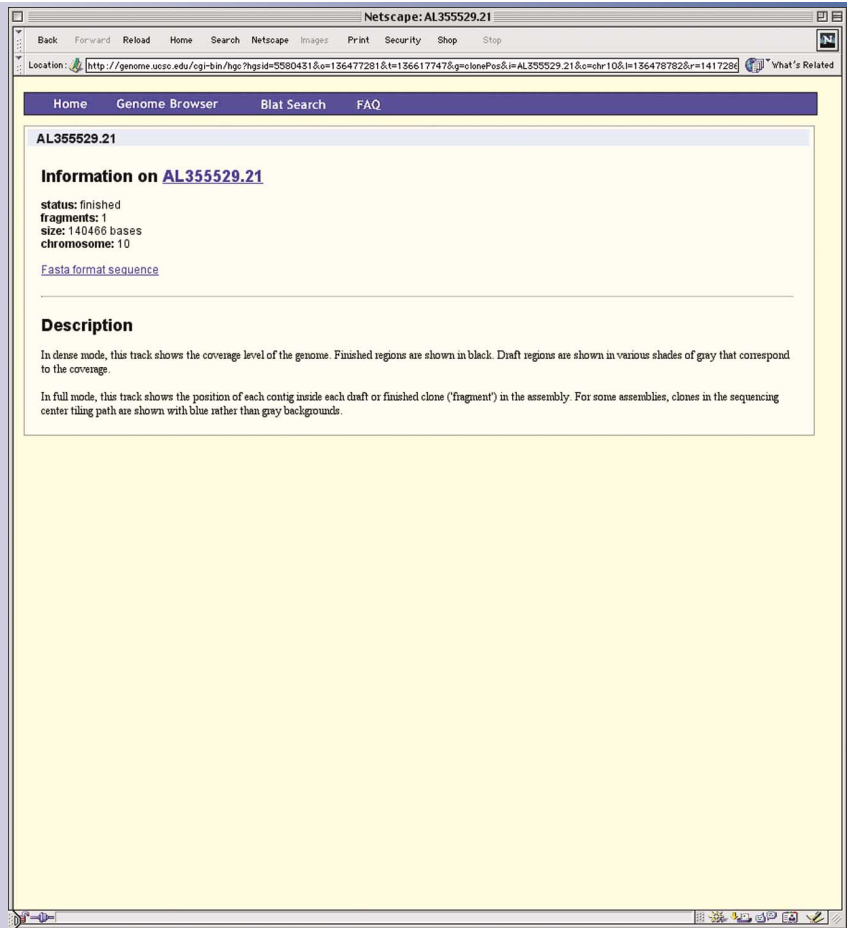 Netscape: AL355529.21
Back Forward Reload Home Search Netscape Images Print Security Shop Stop
N
Location: http://genome.ucsc.edu/cgi-bin/hgc?hgsid=5580431&o=136477281&t=136617747&g=clonePos&i=AL355529.21&c=chr10&l=136478782&r=1417286 What's Related
Home Genome Browser Blat Search FAQ
AL355529.21
Information on AL355529.21
status: finished
fragments: 1
size: 140466 bases
chromosome: 10
Fasta format sequence
Description
In dense mode, this track shows the coverage level of the genome. Finished regions are shown in black. Draft regions are shown in various shades of gray that correspond
to the coverage.
In full mode, this track shows the position of each contig inside each draft or finished clone ('fragment') in the assembly. For some assemblies, clones in the sequencing
center tiling path are shown with blue rather than gray backgrounds.